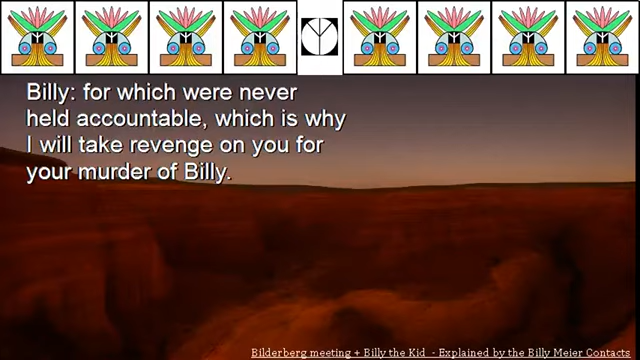 Billy: for which were never
held accountable, which is why
I will take revenge on you for
your murder of Billy.
Bilderberg meeting + Billy the Kid - Explained by the Billy Meier Contacts